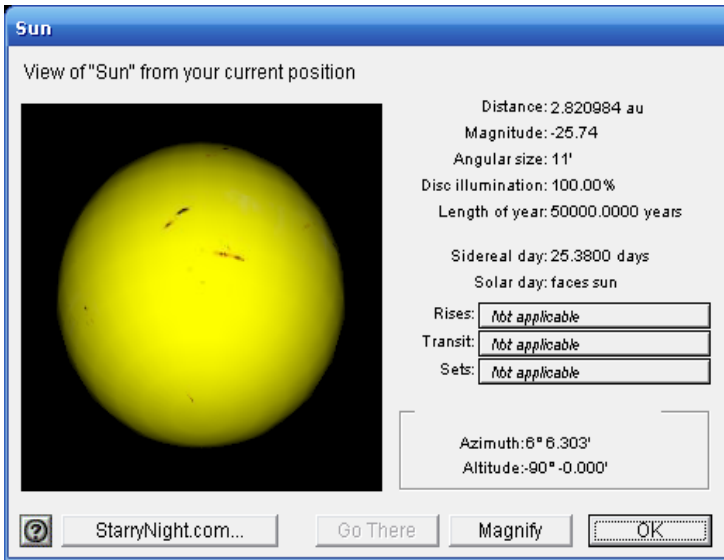 Sun
View of "Sun" from your current position
Distance: 2.820984 au
Magnitude: -25.74
Angular size: 11'
Disc illumination: 100.00%
Length of year: 50000.0000 years
Sidereal day: 25.3800 days
Solar day: faces sun
Rises: Not applicable
Transit: Not applicable
Sets: Not applicable
Azimuth:6° 6.303'
Altitude:-90° -0.000'
? StarryNight.com... Go There Magnify OK